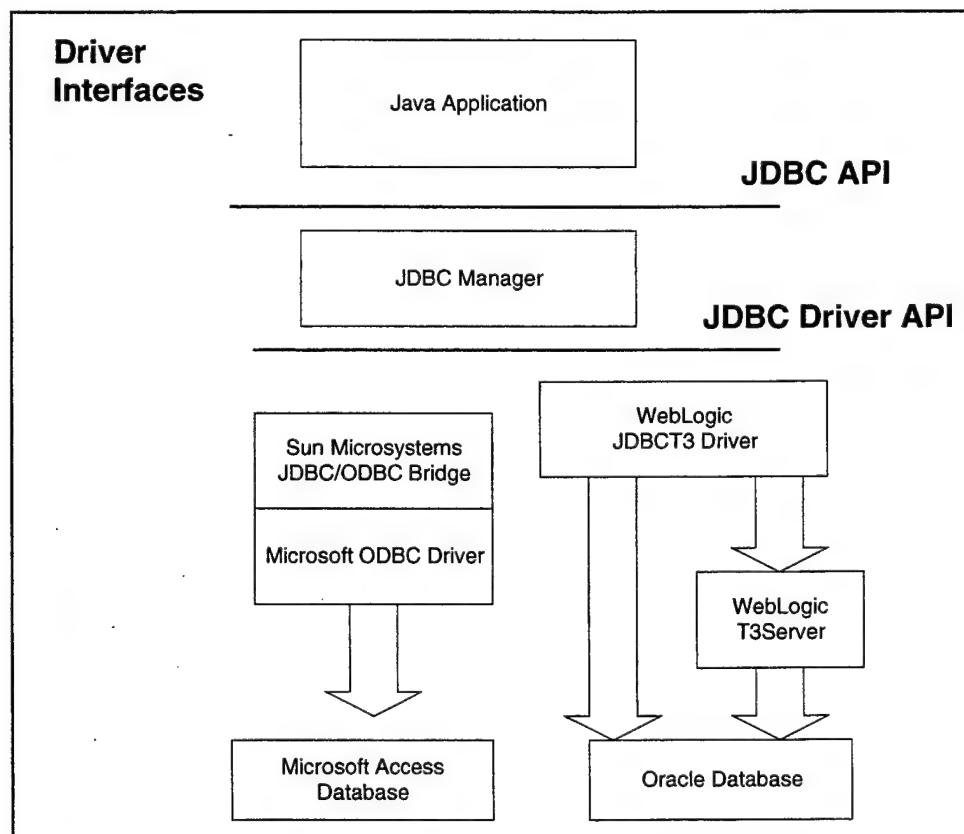 Driver
Interfaces
Java Application
JDBC API
JDBC Manager
JDBC Driver API
Sun Microsystems
JDBC/ODBC Bridge
Microsoft ODBC Driver
WebLogic
JDBCT3 Driver
WebLogic
T3Server
Microsoft Access
Database
Oracle Database